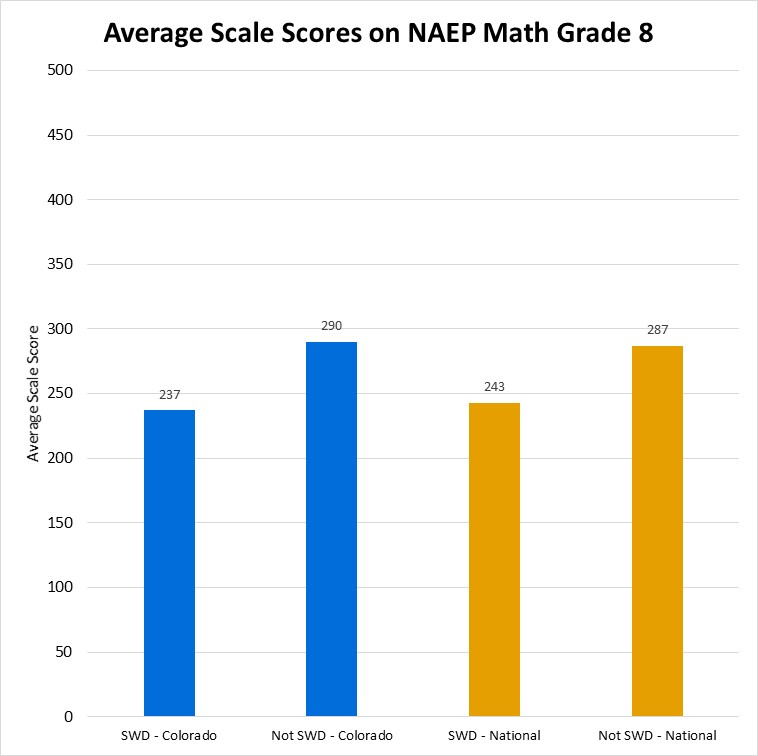 Average Scale Scores on NAEP Math Grade 8
500
450
400
350
300
250
200
150
100
50
0
Average Scale Score
237
290
243
287
SWD - Colorado
Not SWD - Colorado
SWD - National
Not SWD - National